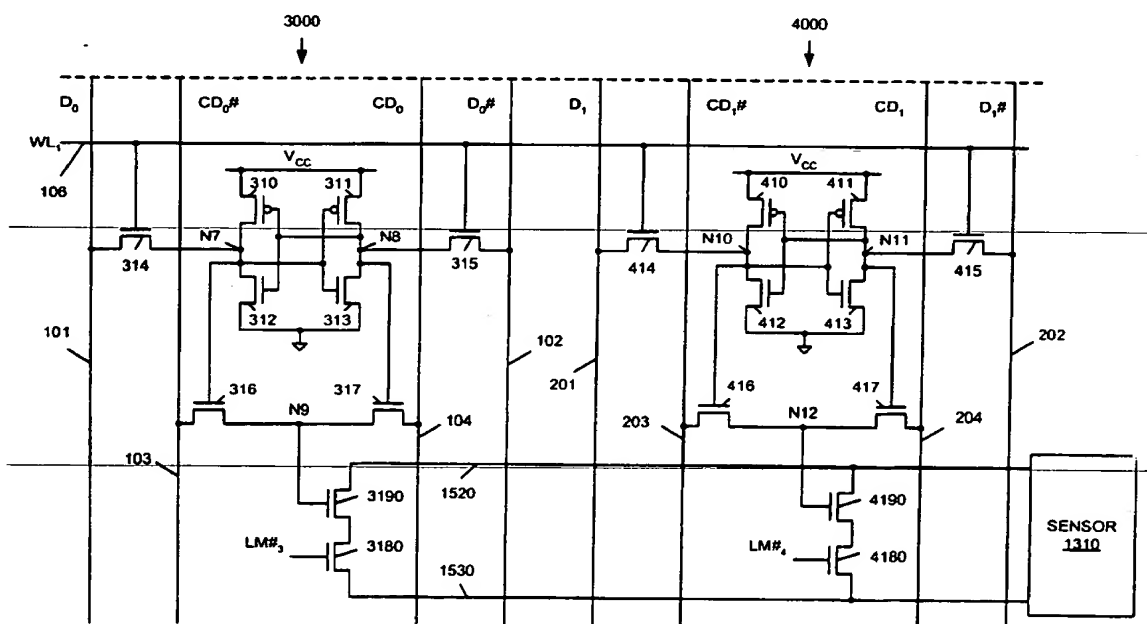 3000 4000
D0 CD0# CD0 D0# D1 CD1# CD1 D1#
WL1
VCC VCC
106 310 311 410 411
N7 N8 N10 N11
314 315 414 415
312 313 412 413
101 102 201 202
316 317 416 417
N9 N12
103 104 203 204
1520
3190 4190
SENSOR
1310
LM#3 3180 LM#4 4180
1530